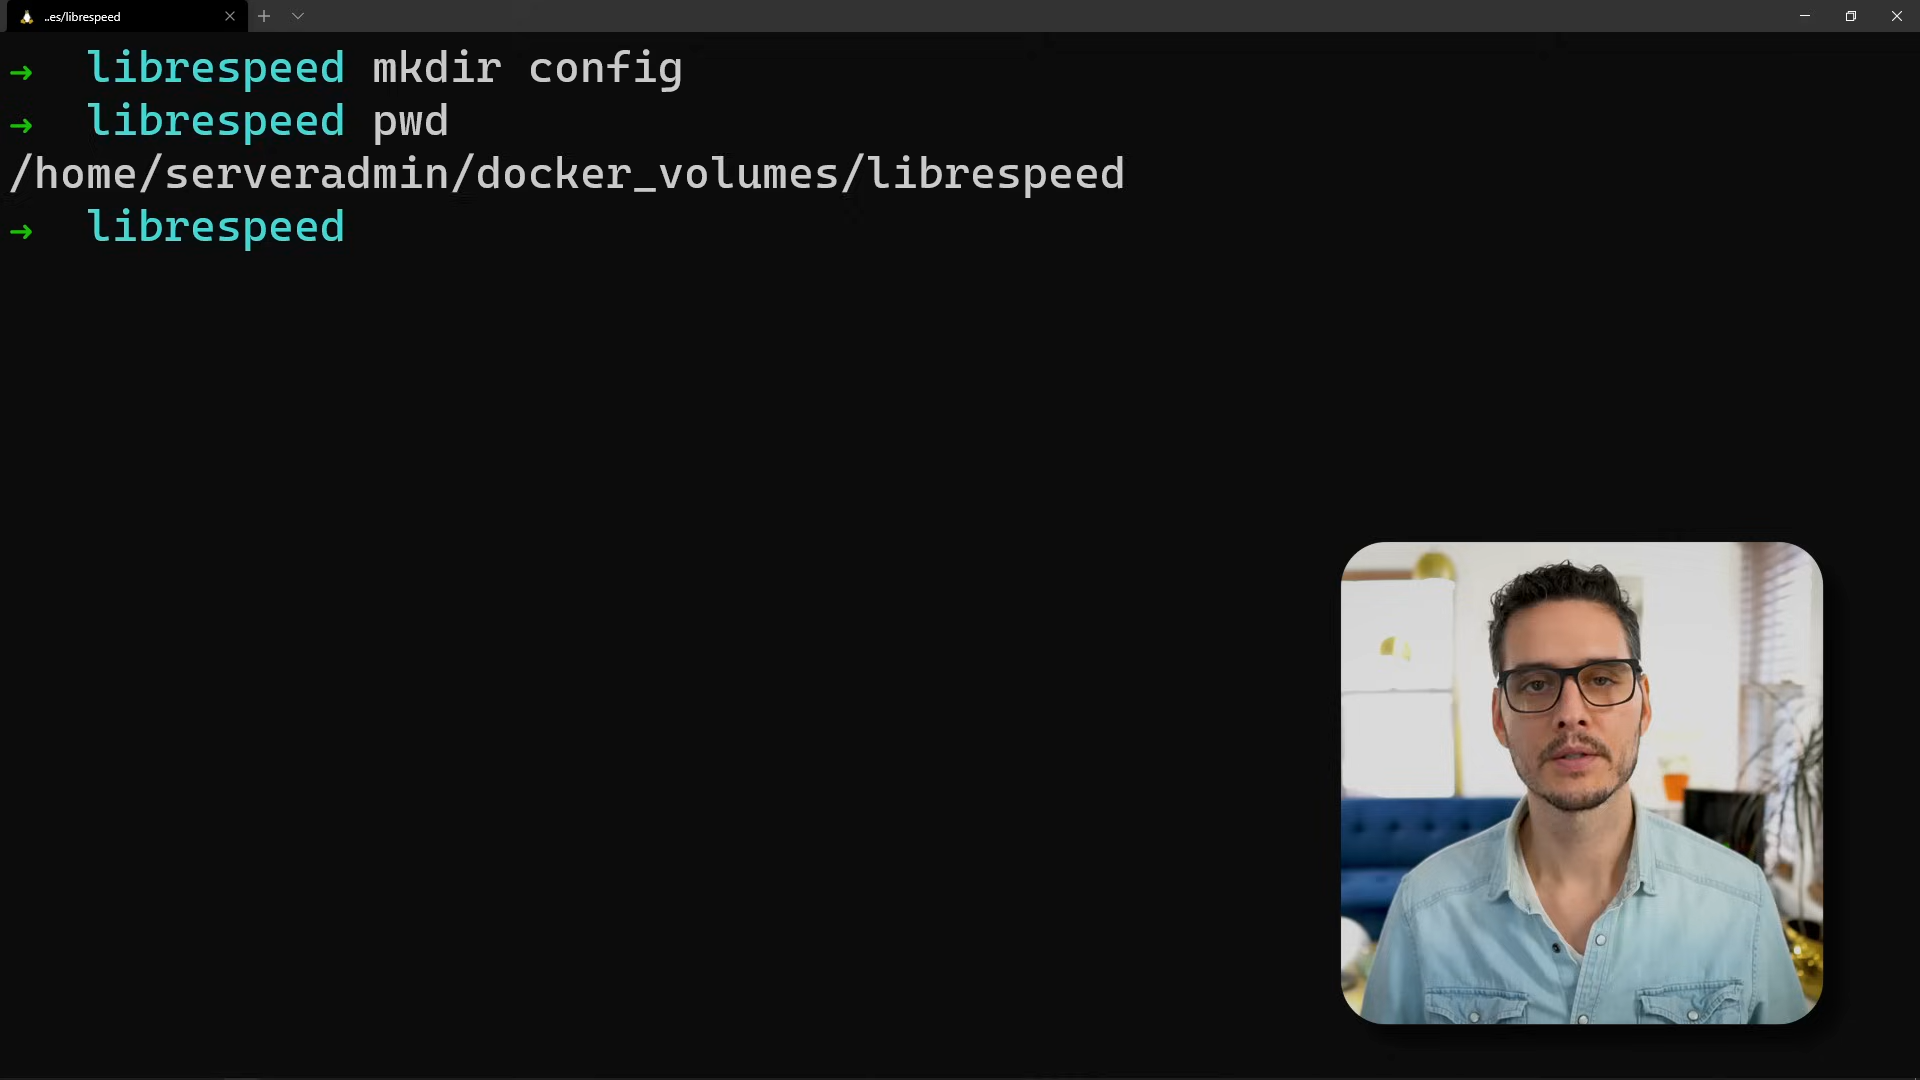 ..es/librespeed
→ librespeed mkdir config
→ librespeed pwd
/home/serveradmin/docker_volumes/librespeed
→ librespeed